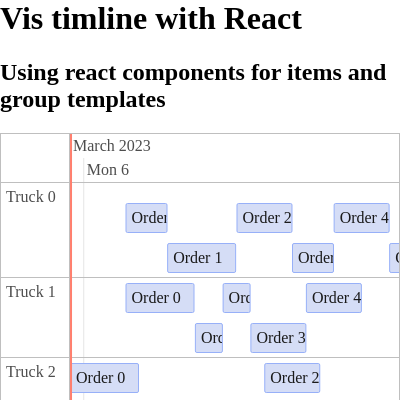 Vis timline with React
Using react components for items and
group templates
March 2023
Mon 6
Truck 0
Order 2
Order 4
Order 1
Order
Truck 1
Order 0
Order 4
Order 3
Truck 2
Order 0
Order 2